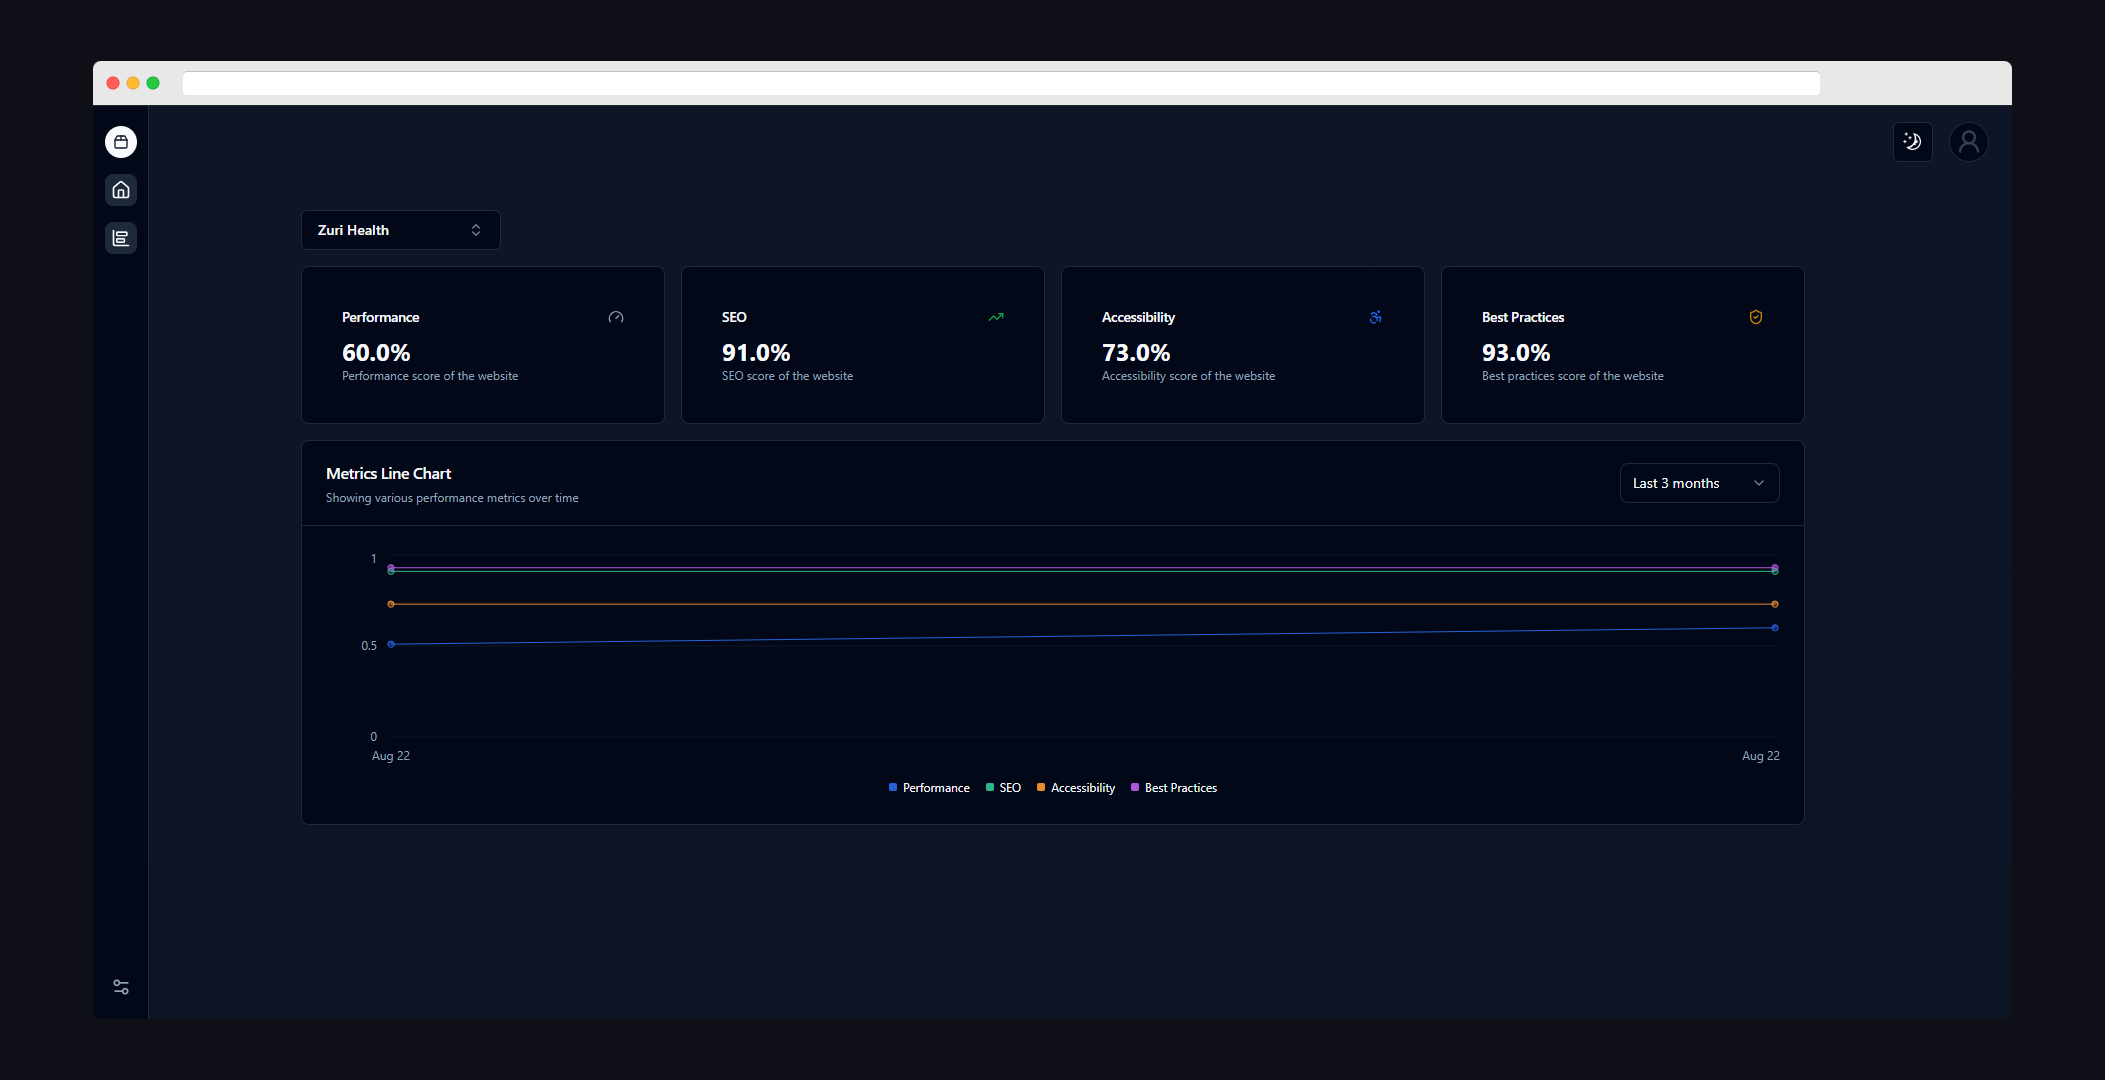 Zuri Health
Performance
60.0%
Performance score of the website
SEO
91.0%
SEO score of the website
Accessibility
73.0%
Accessibility score of the website
Best Practices
93.0%
Best practices score of the website
Metrics Line Chart
Showing various performance metrics over time
Last 3 months
1
0.5
0
Aug 22 Aug 22
Performance SEO Accessibility Best Practices